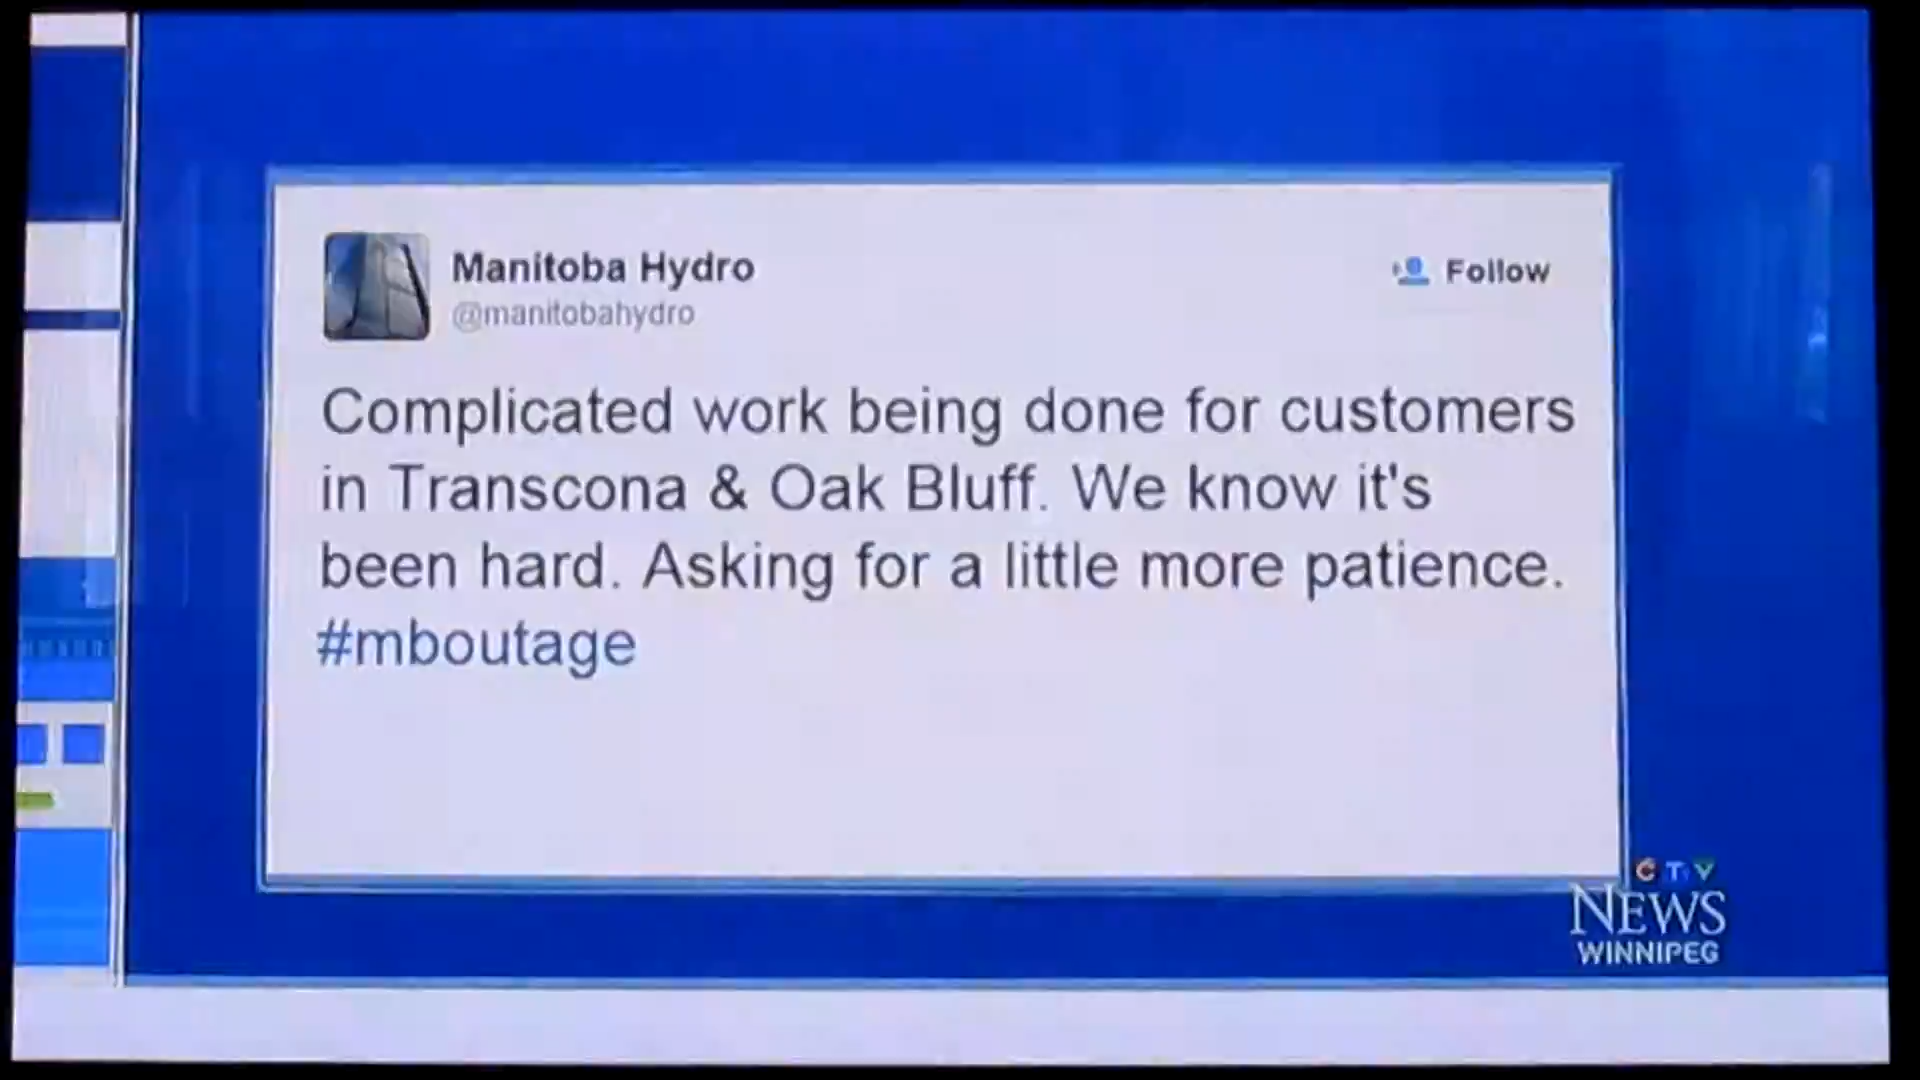 Manitoba Hydro
@manitobahydro
Follow
Complicated work being done for customers
in Transcona & Oak Bluff. We know it's
been hard. Asking for a little more patience.
#mboutage
CTV
NEWS
WINNIPEG